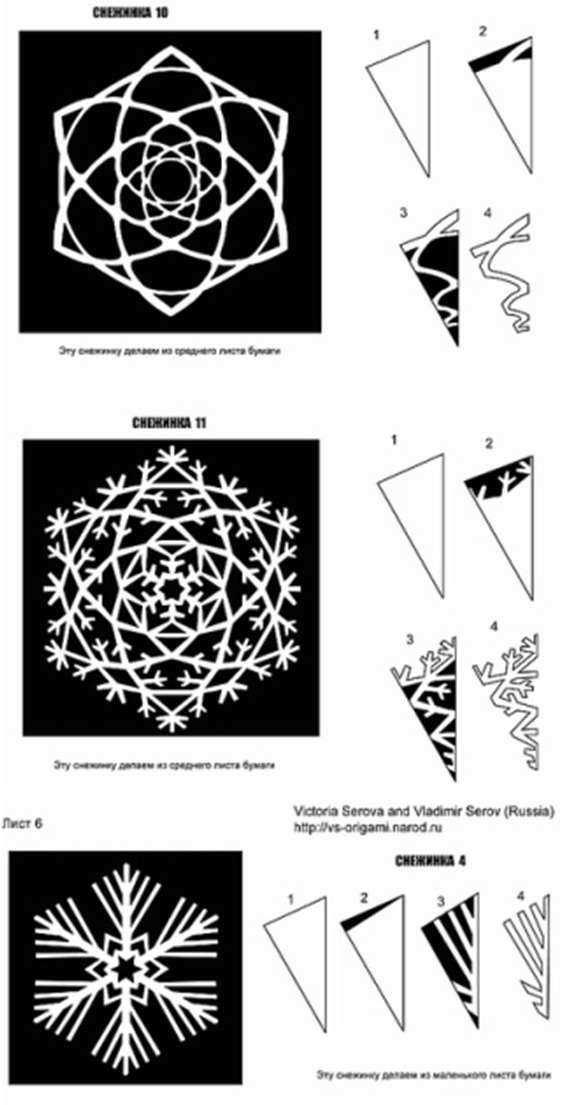 СНЕЖИНКА 10
1
2
3
4
Эту снежинку делаем из среднего листа бумаги
СНЕЖИНКА 11
1
2
3
4
Эту снежинку делаем из среднего листа бумаги
Victoria Serova and Vladimir Serov (Russia)
Лист 6
http://vs-origami.narod.ru
СНЕЖИНКА 4
1
2
3
4
Эту снежинку делаем из маленького листа бумаги